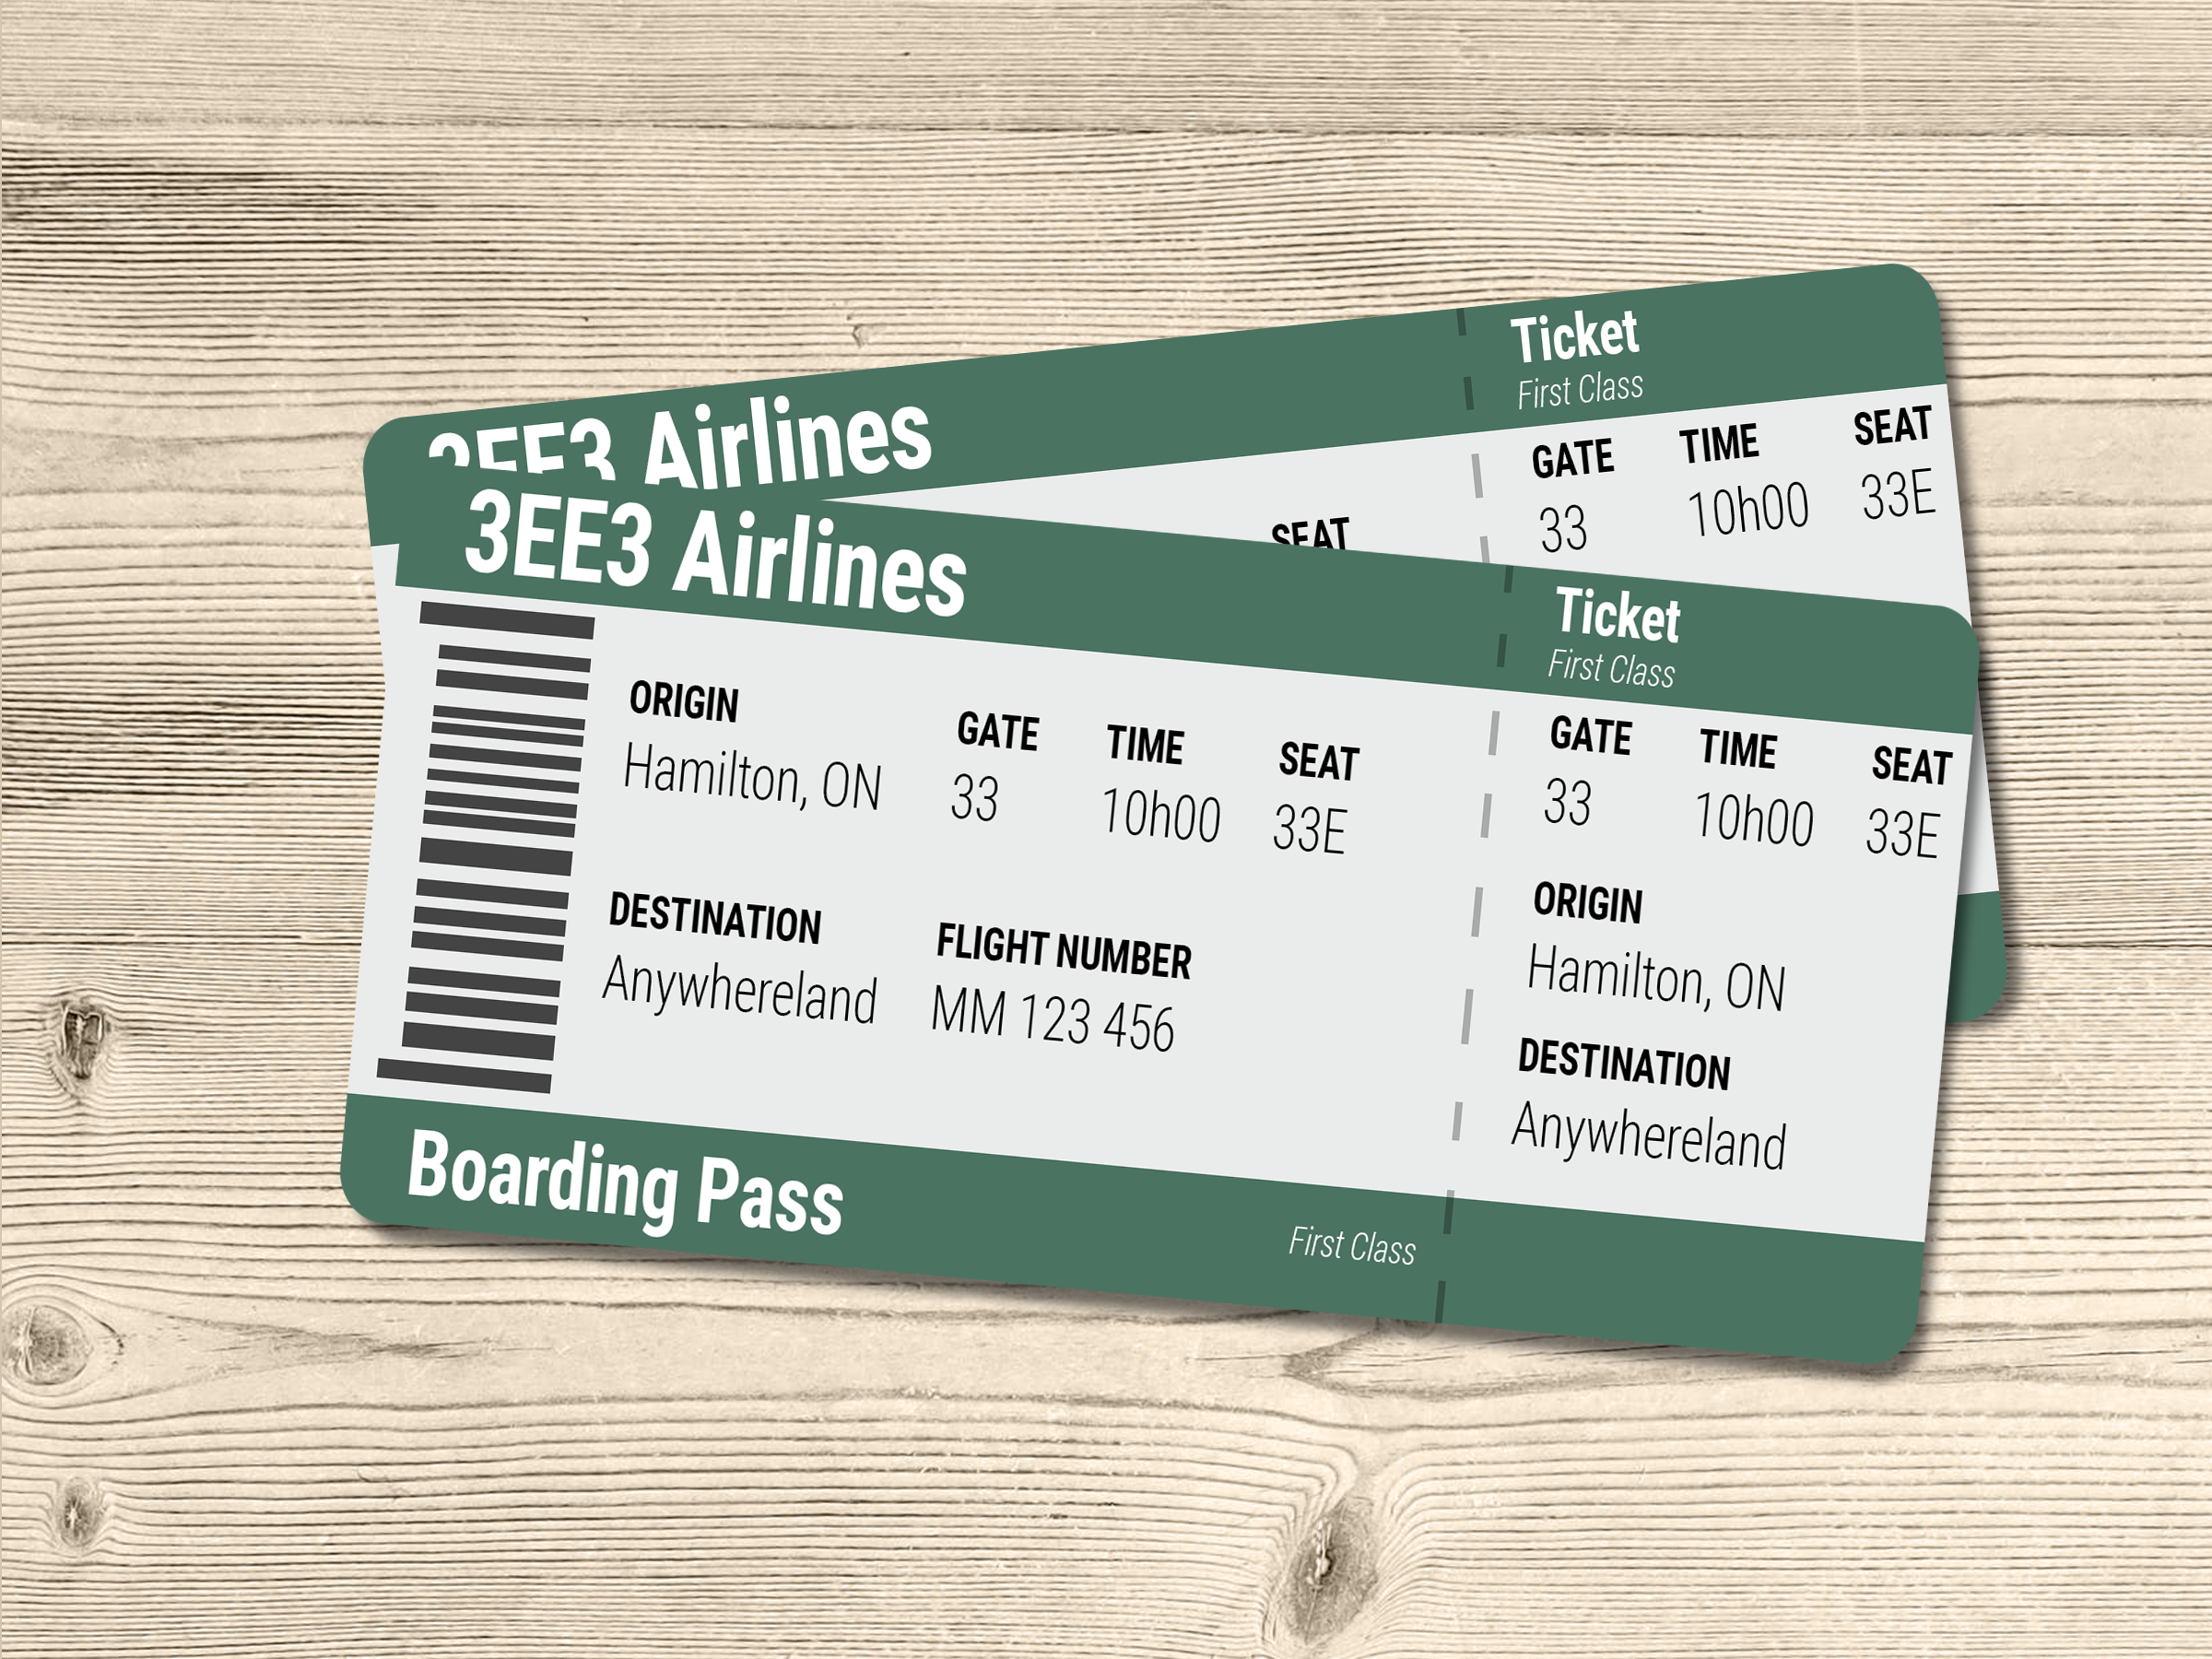 3EE3 Airlines
Ticket
First Class
GATE TIME SEAT
33 10h00 33E
SEAT
3EE3 Airlines
Ticket
First Class
ORIGIN GATE TIME SEAT
Hamilton, ON 33 10h00 33E
DESTINATION FLIGHT NUMBER
Anywhereland MM 123 456
GATE TIME SEAT
33 10h00 33E
ORIGIN
Hamilton, ON
DESTINATION
Anywhereland
Boarding Pass
First Class